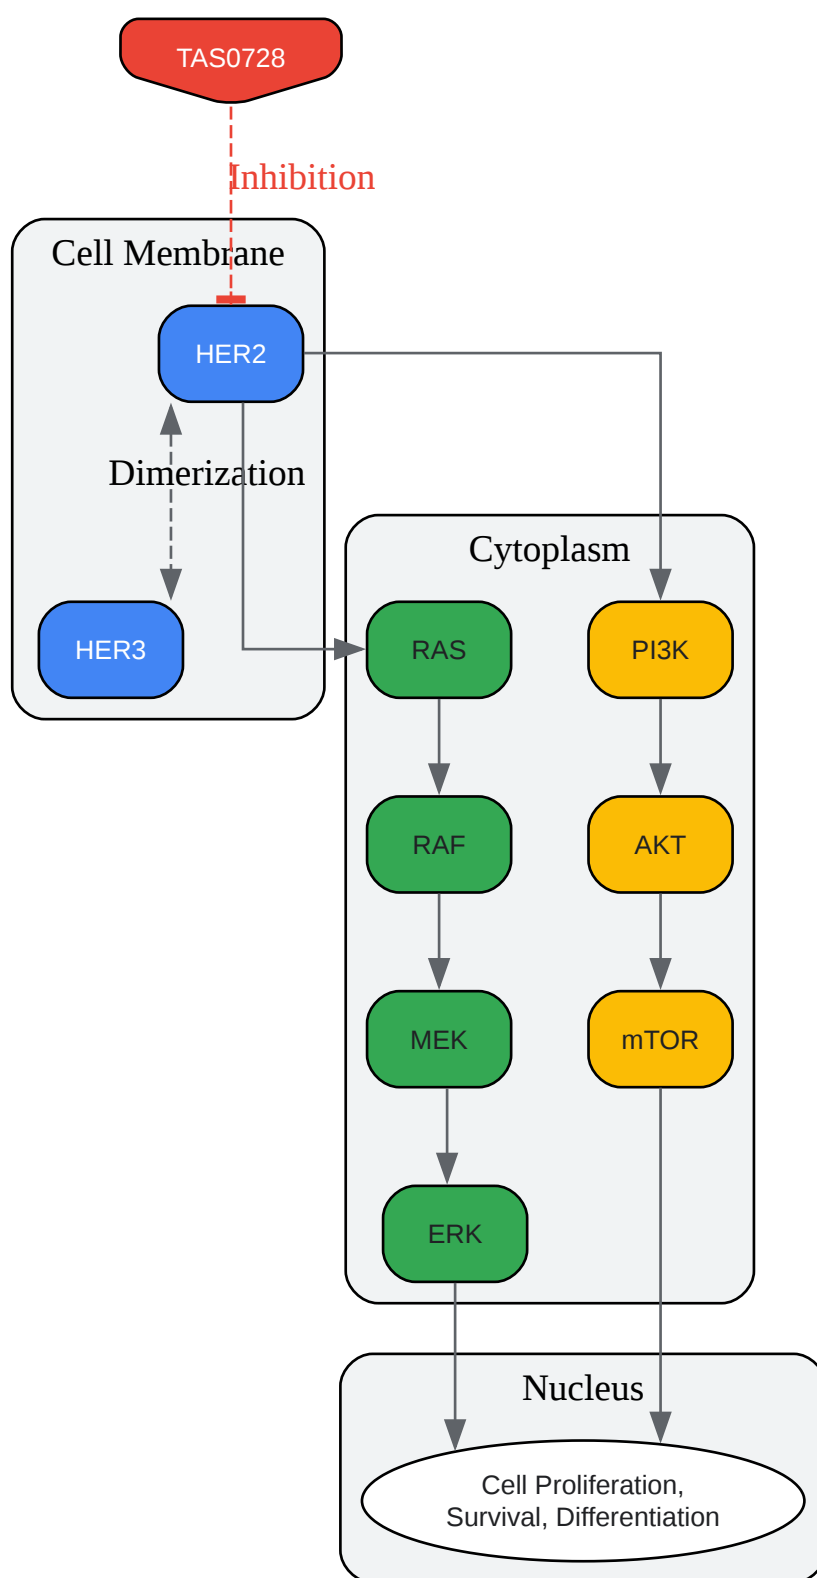 TAS0728
Inhibition
Cell Membrane
HER2
Dimerization
HER3
Cytoplasm
RAS
PI3K
RAF
AKT
MEK
mTOR
ERK
Nucleus
Cell Proliferation,
Survival, Differentiation